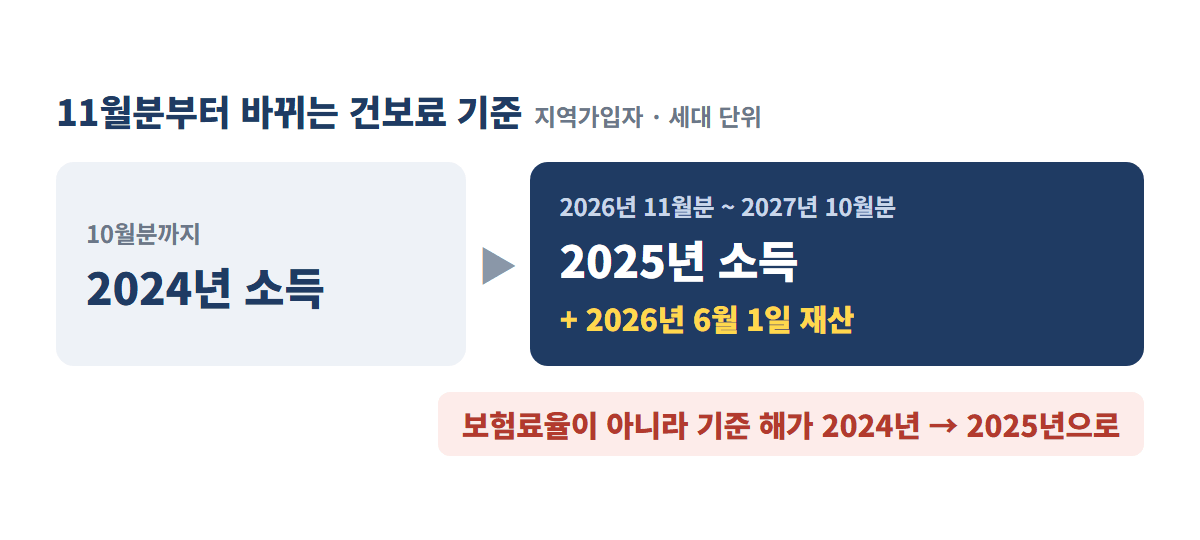 11월분부터 바뀌는 건보료 기준 지역가입자 · 세대 단위
10월분까지
2024년 소득
▶
2026년 11월분 ~ 2027년 10월분
2025년 소득
+ 2026년 6월 1일 재산
보험료율이 아니라 기준 해가 2024년 → 2025년으로